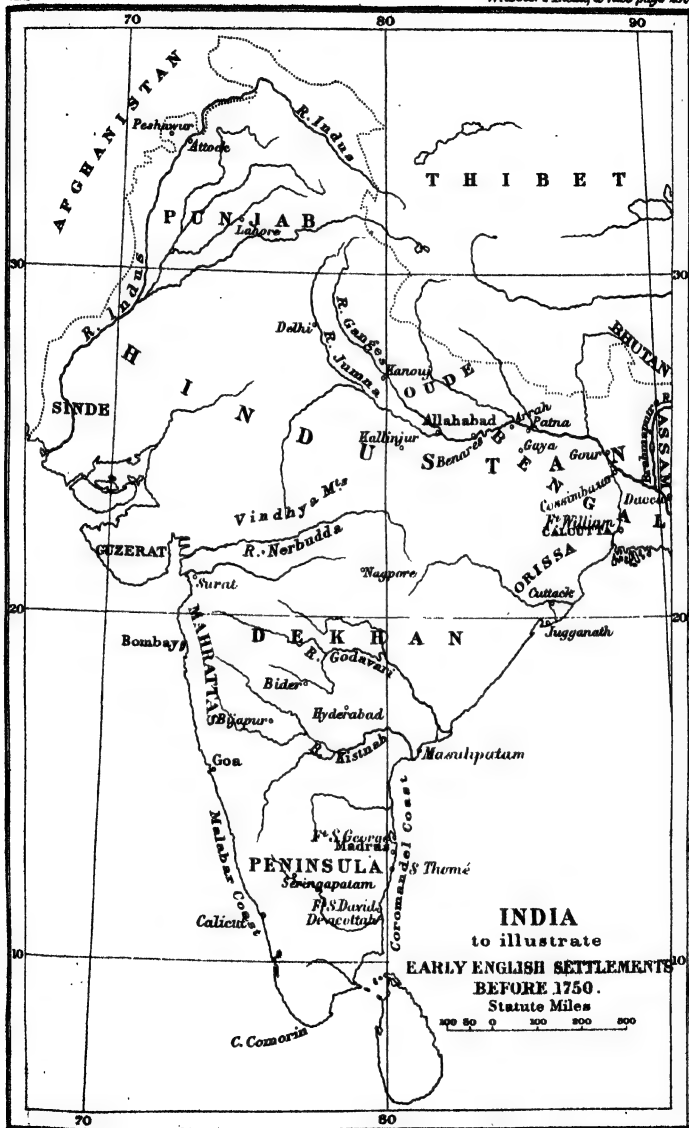 70
80
90
AFGHANISTAN
Peshawur
Attock
R. Indus
THIBET
PUNJAB
Lahore
30
30
R. Indus
Delhi
R. Ganges
R. Jumna
Kanouj
OUDE
BHUTAN
HINDUSTAN
SINDE
Allahabad
Arrah
Patna
Kallinjur
Benares
Gaya
Gour
BENGAL
ASSAM
Cossimbazar
Dacca
Vindhya Mts
Ft William
CALCUTTA
GUZERAT
R. Nerbudda
ORISSA
Nagpore
Surat
Cuttack
20
20
Jugganath
Bombay
MAHRATTAS
DEKHAN
R. Godavari
Bider
Hyderabad
Bijapur
R. Kistnah
Masulipatam
Goa
Malabar Coast
Coromandel Coast
Ft S. George
Madras
S Thomé
PENINSULA
Seringapatam
Ft S. David
Devicottah
Calicut
10
10
C. Comorin
INDIA
to illustrate
EARLY ENGLISH SETTLEMENTS
BEFORE 1750.
Statute Miles
100 50 0 100 200 300
70
80
90